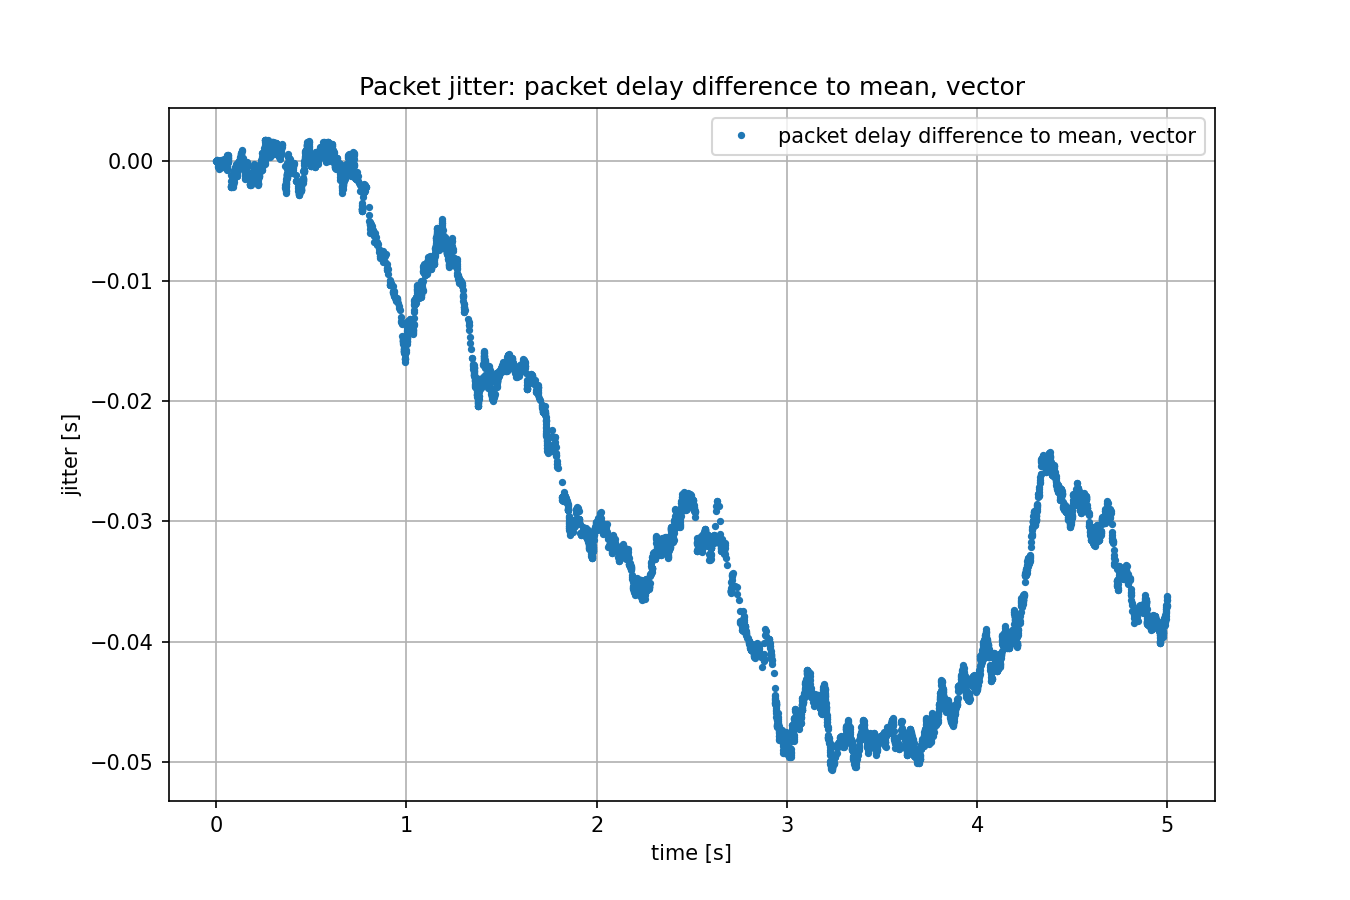 Packet jitter: packet delay difference to mean, vector
packet delay difference to mean, vector
0.00
−0.01
−0.02
−0.03
−0.04
−0.05
jitter [s]
0 1 2 3 4 5
time [s]